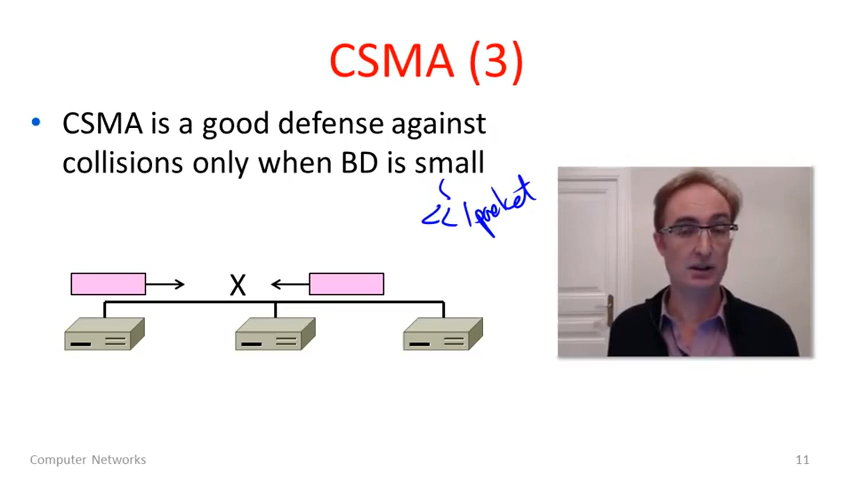 CSMA (3)
• CSMA is a good defense against
collisions only when BD is small
<< 1 packet
X
Computer Networks
11